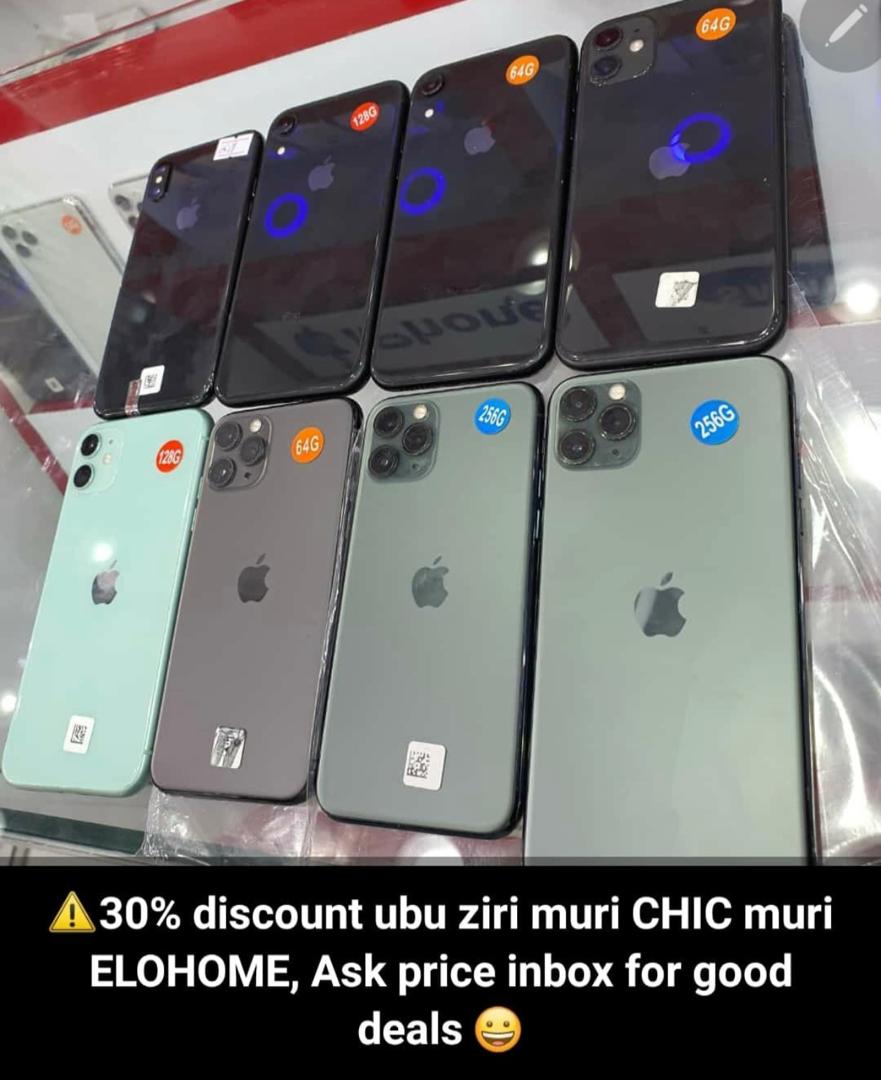 64G
64G
128G
128G
64G
256G
256G
⚠️30% discount ubu ziri muri CHIC muri
ELOHOME, Ask price inbox for good
deals 😀